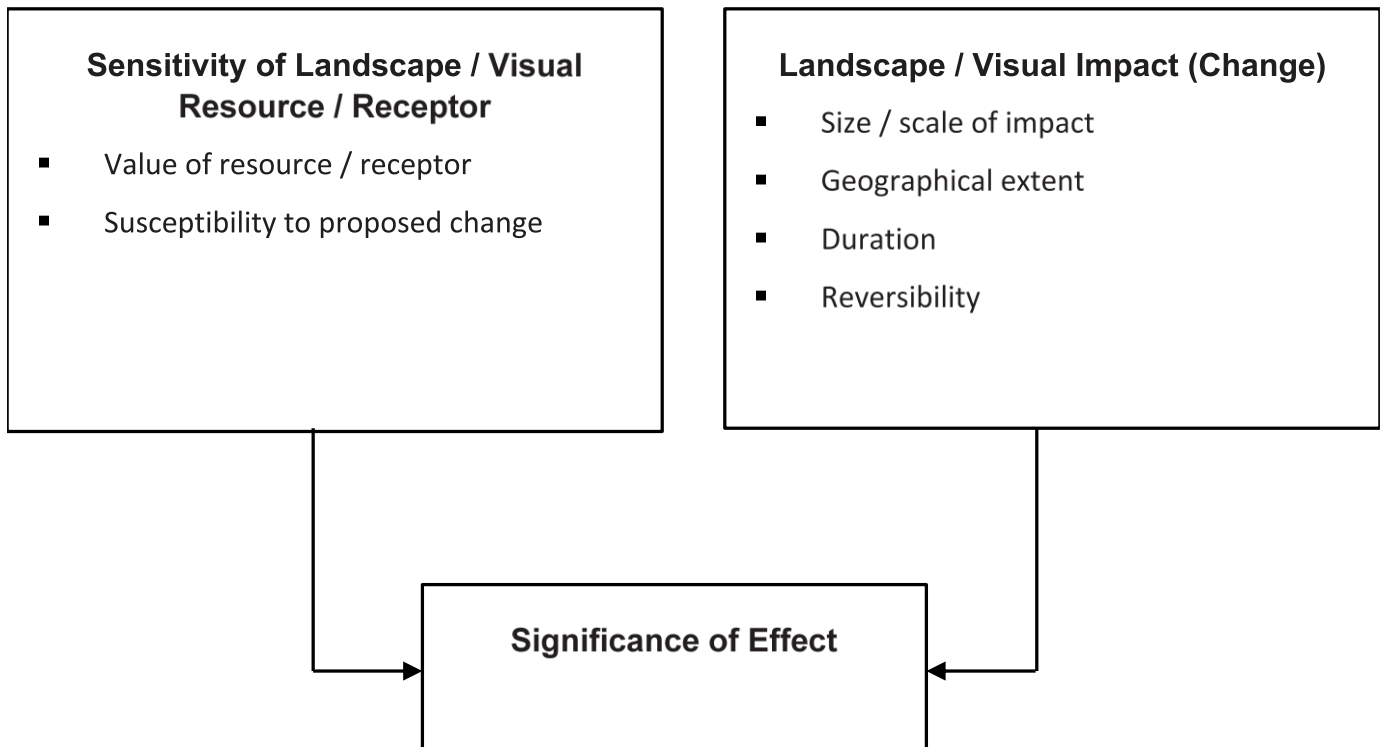 Sensitivity of Landscape / Visual
Resource / Receptor
▪ Value of resource / receptor
▪ Susceptibility to proposed change
Landscape / Visual Impact (Change)
▪ Size / scale of impact
▪ Geographical extent
▪ Duration
▪ Reversibility
Significance of Effect